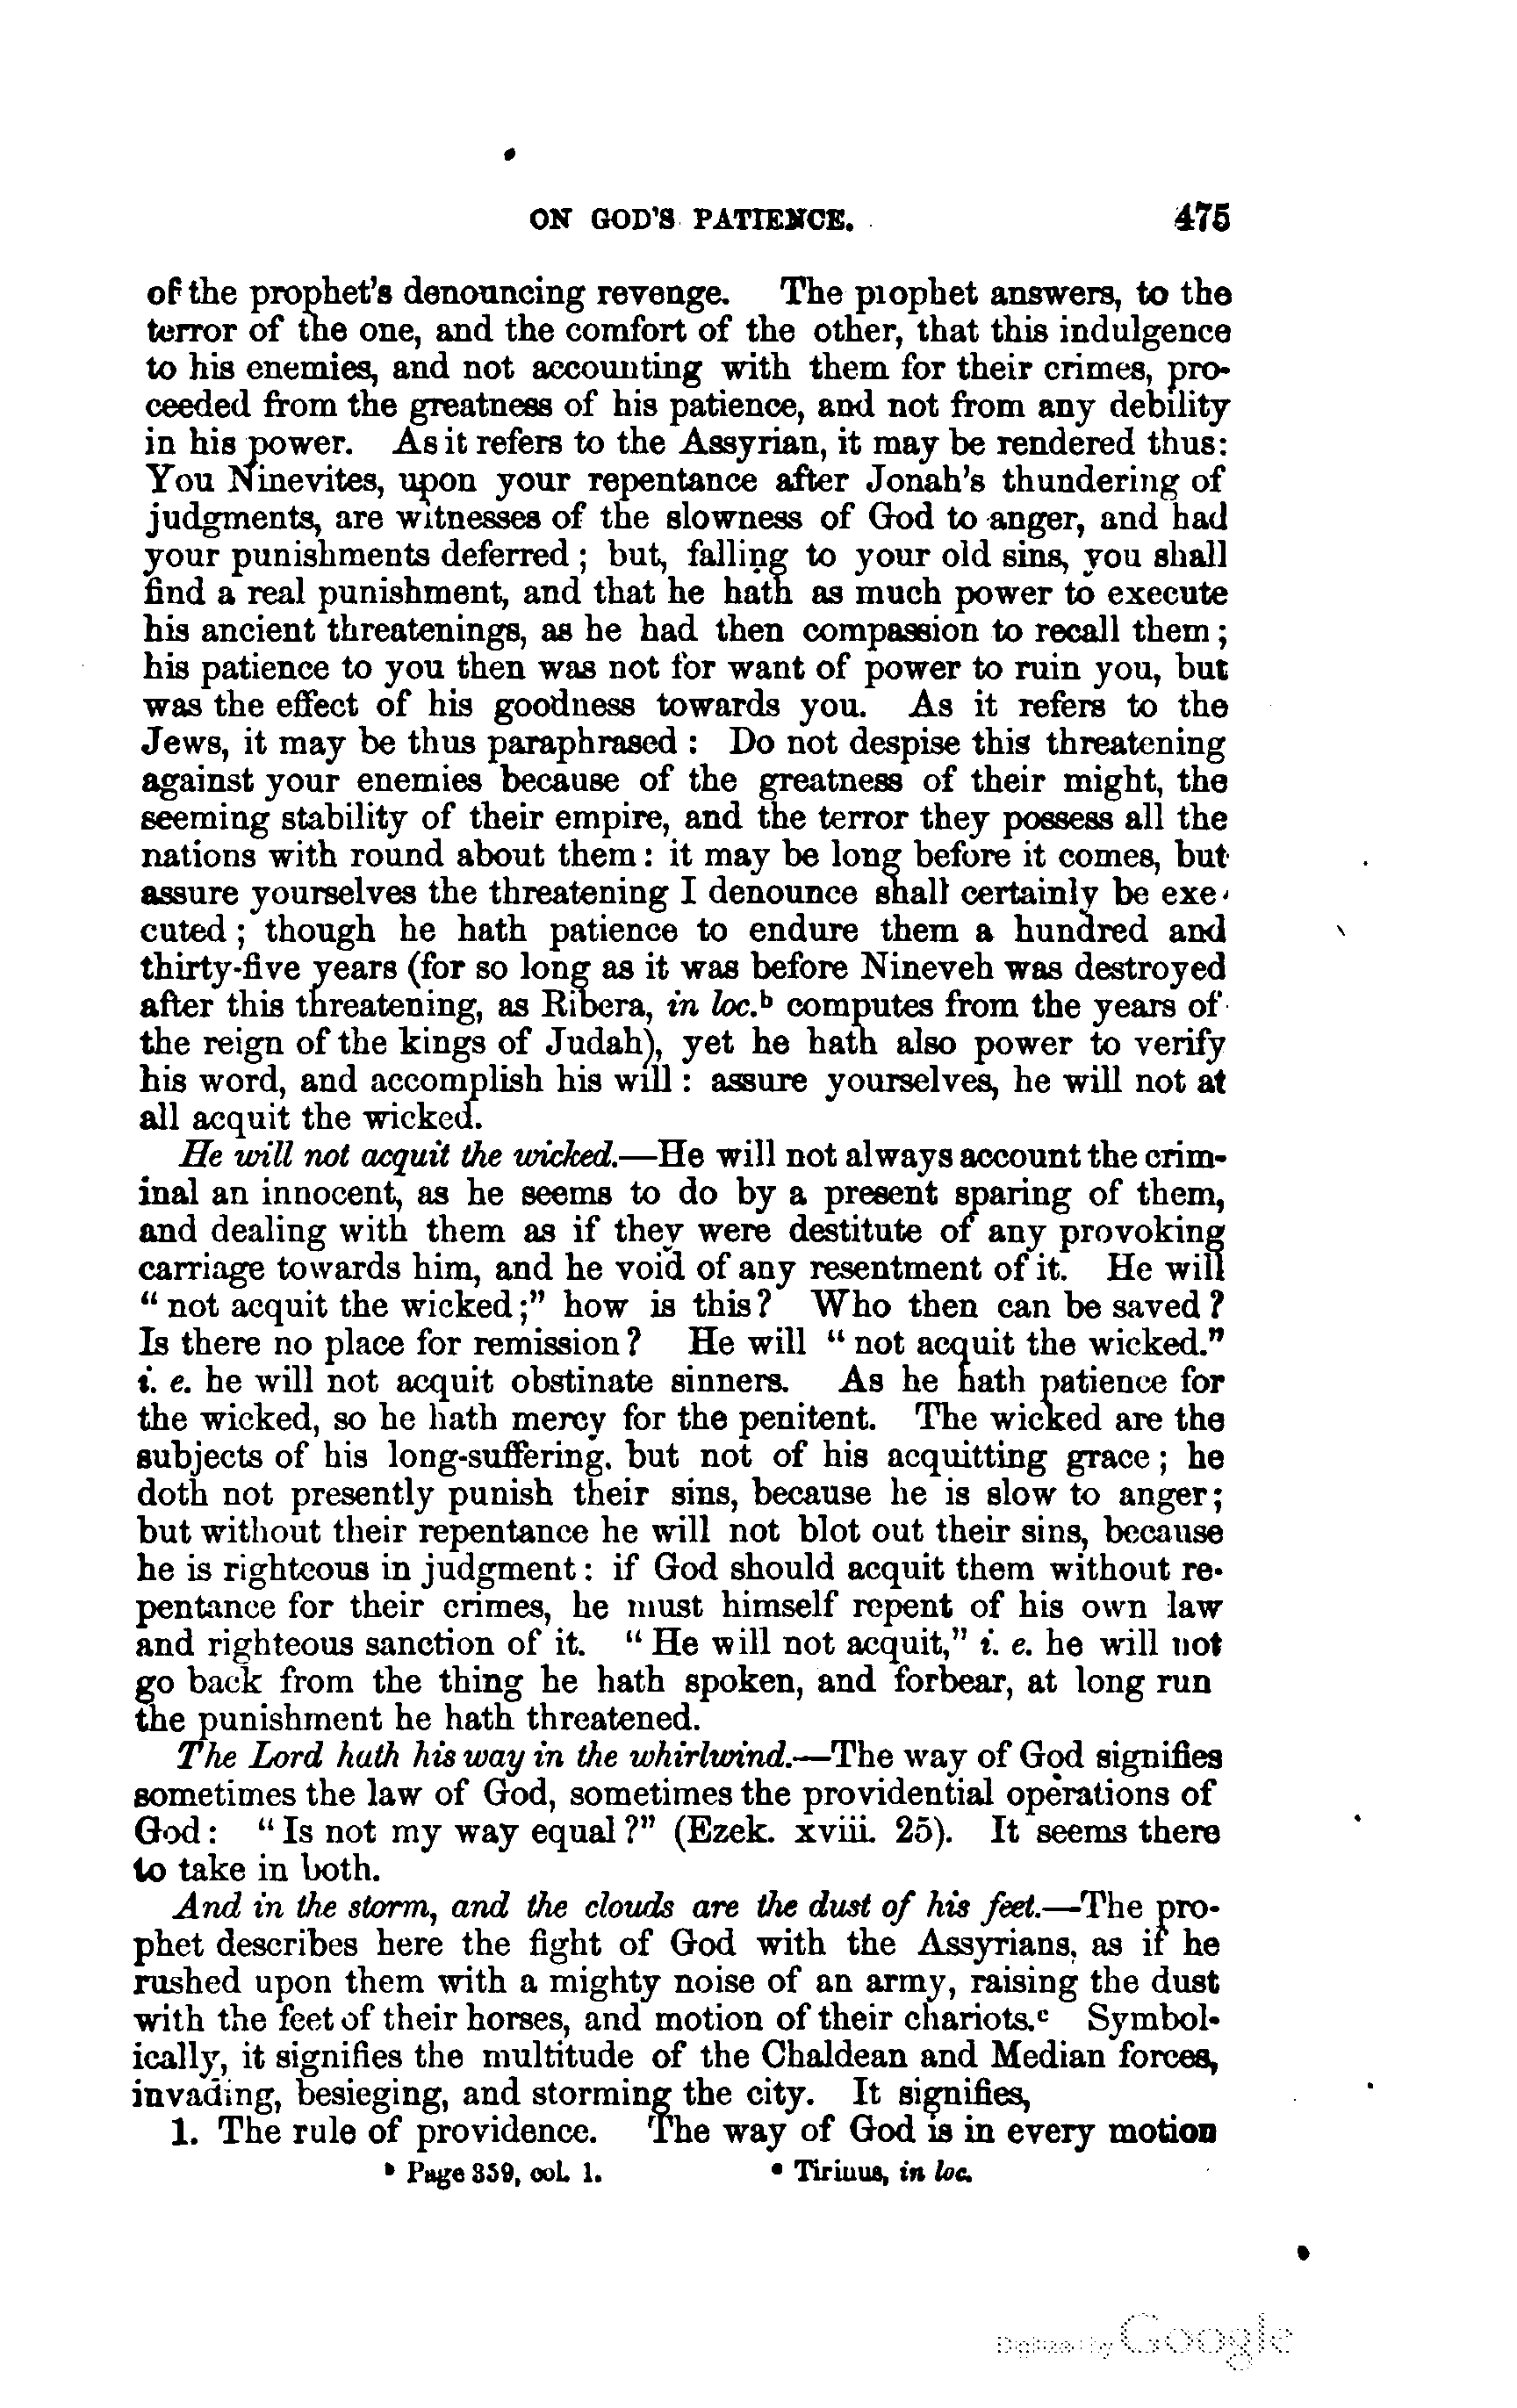 ON GOD'S PATIENCE. 475
of the prophet's denouncing revenge. The prophet answers, to the
terror of the one, and the comfort of the other, that this indulgence
to his enemies, and not accounting with them for their crimes, pro-
ceeded from the greatness of his patience, and not from any debility
in his power. As it refers to the Assyrian, it may be rendered thus:
You Ninevites, upon your repentance after Jonah's thundering of
judgments, are witnesses of the slowness of God to anger, and had
your punishments deferred; but, falling to your old sins, you shall
find a real punishment, and that he hath as much power to execute
his ancient threatenings, as he had then compassion to recall them;
his patience to you then was not for want of power to ruin you, but
was the effect of his goodness towards you. As it refers to the
Jews, it may be thus paraphrased: Do not despise this threatening
against your enemies because of the greatness of their might, the
seeming stability of their empire, and the terror they possess all the
nations with round about them: it may be long before it comes, but
assure yourselves the threatening I denounce shall certainly be exe-
cuted; though he hath patience to endure them a hundred and
thirty-five years (for so long as it was before Nineveh was destroyed
after this threatening, as Ribera, in loc.b computes from the years of
the reign of the kings of Judah), yet he hath also power to verify
his word, and accomplish his will: assure yourselves, he will not at
all acquit the wicked.
He will not acquit the wicked.—He will not always account the crim-
inal an innocent, as he seems to do by a present sparing of them,
and dealing with them as if they were destitute of any provoking
carriage towards him, and he void of any resentment of it. He will
"not acquit the wicked;" how is this? Who then can be saved?
Is there no place for remission? He will "not acquit the wicked."
i. e. he will not acquit obstinate sinners. As he hath patience for
the wicked, so he hath mercy for the penitent. The wicked are the
subjects of his long-suffering, but not of his acquitting grace; he
doth not presently punish their sins, because he is slow to anger;
but without their repentance he will not blot out their sins, because
he is righteous in judgment: if God should acquit them without re-
pentance for their crimes, he must himself repent of his own law
and righteous sanction of it. "He will not acquit," i. e. he will not
go back from the thing he hath spoken, and forbear, at long run
the punishment he hath threatened.
The Lord hath his way in the whirlwind.—The way of God signifies
sometimes the law of God, sometimes the providential operations of
God: "Is not my way equal?" (Ezek. xviii. 25). It seems there
to take in both.
And in the storm, and the clouds are the dust of his feet.—The pro-
phet describes here the fight of God with the Assyrians, as if he
rushed upon them with a mighty noise of an army, raising the dust
with the feet of their horses, and motion of their chariots.c Symbol-
ically, it signifies the multitude of the Chaldean and Median forces,
invading, besieging, and storming the city. It signifies,
1. The rule of providence. The way of God is in every motion
b Page 359, col. 1. c Tirinus, in loc.
Digitized by Google